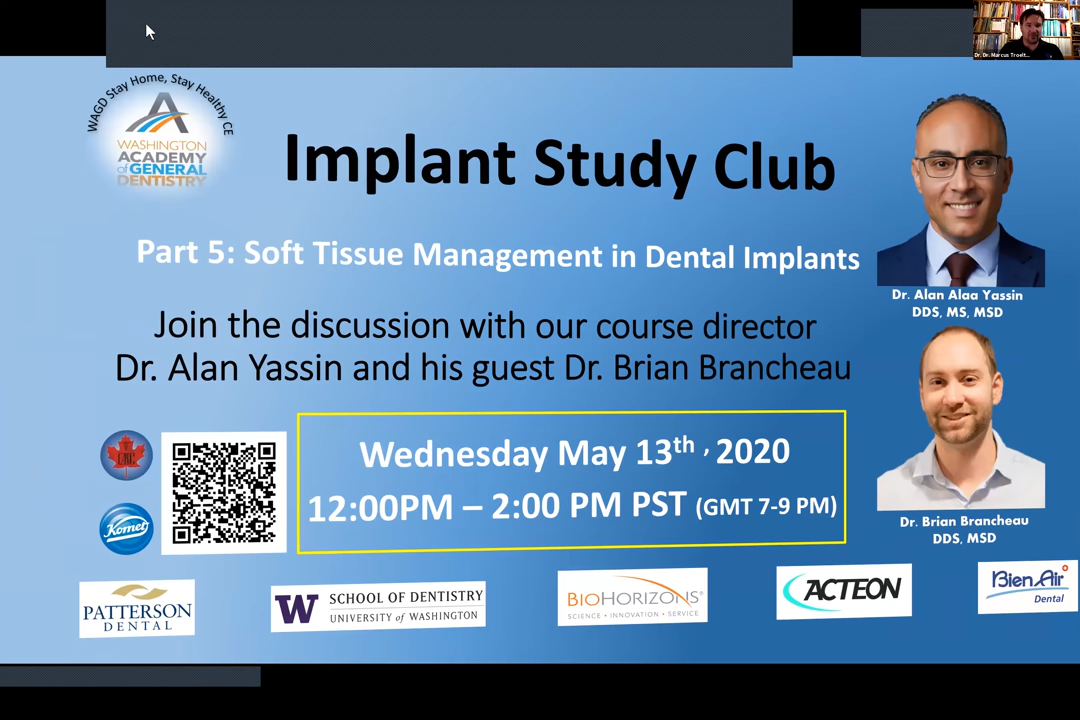 Dr. Dr. Marcus Troelt...
WAGD Stay Home, Stay Healthy CE
WASHINGTON
ACADEMY
of GENERAL
DENTISTRY
Implant Study Club
Part 5: Soft Tissue Management in Dental Implants
Dr. Alan Alaa Yassin
DDS, MS, MSD
Join the discussion with our course director
Dr. Alan Yassin and his guest Dr. Brian Brancheau
Wednesday May 13th , 2020
12:00PM – 2:00 PM PST (GMT 7-9 PM)
Dr. Brian Brancheau
DDS, MSD
Komet
PATTERSON
DENTAL
W SCHOOL OF DENTISTRY
UNIVERSITY of WASHINGTON
BIOHORIZONS®
SCIENCE • INNOVATION • SERVICE
ACTEON
Bien Air
Dental